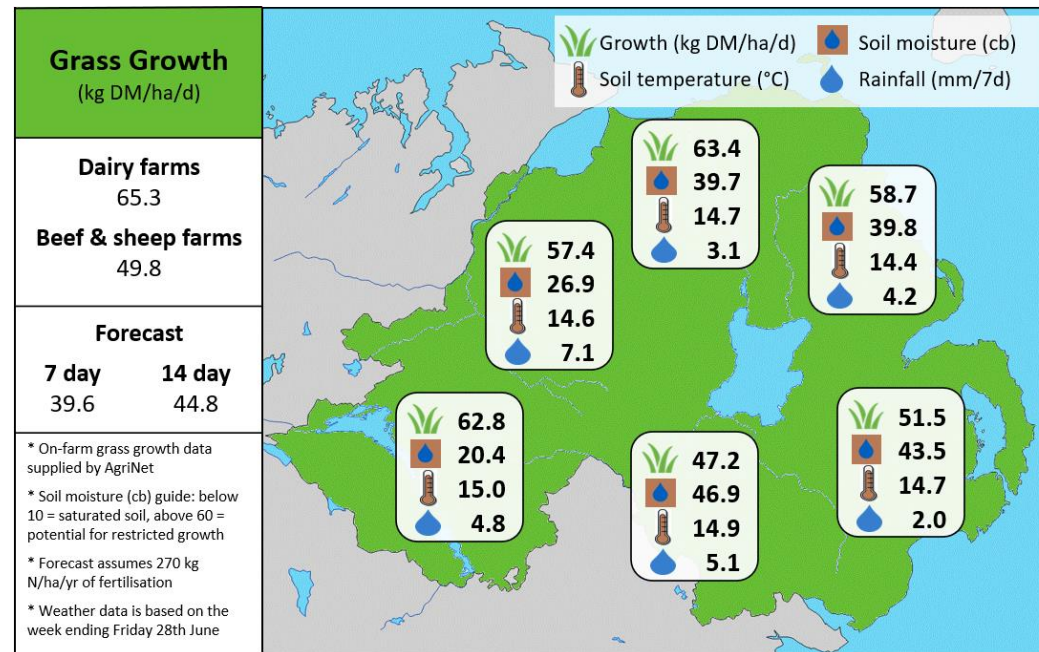 Grass Growth
(kg DM/ha/d)
Dairy farms
65.3
Beef & sheep farms
49.8
Forecast
7 day 14 day
39.6 44.8
* On-farm grass growth data
supplied by AgriNet
* Soil moisture (cb) guide: below
10 = saturated soil, above 60 =
potential for restricted growth
* Forecast assumes 270 kg
N/ha/yr of fertilisation
* Weather data is based on the
week ending Friday 28th June
Growth (kg DM/ha/d) Soil moisture (cb)
Soil temperature (°C) Rainfall (mm/7d)
63.4
39.7
14.7
3.1
58.7
39.8
14.4
4.2
57.4
26.9
14.6
7.1
62.8
20.4
15.0
4.8
47.2
46.9
14.9
5.1
51.5
43.5
14.7
2.0